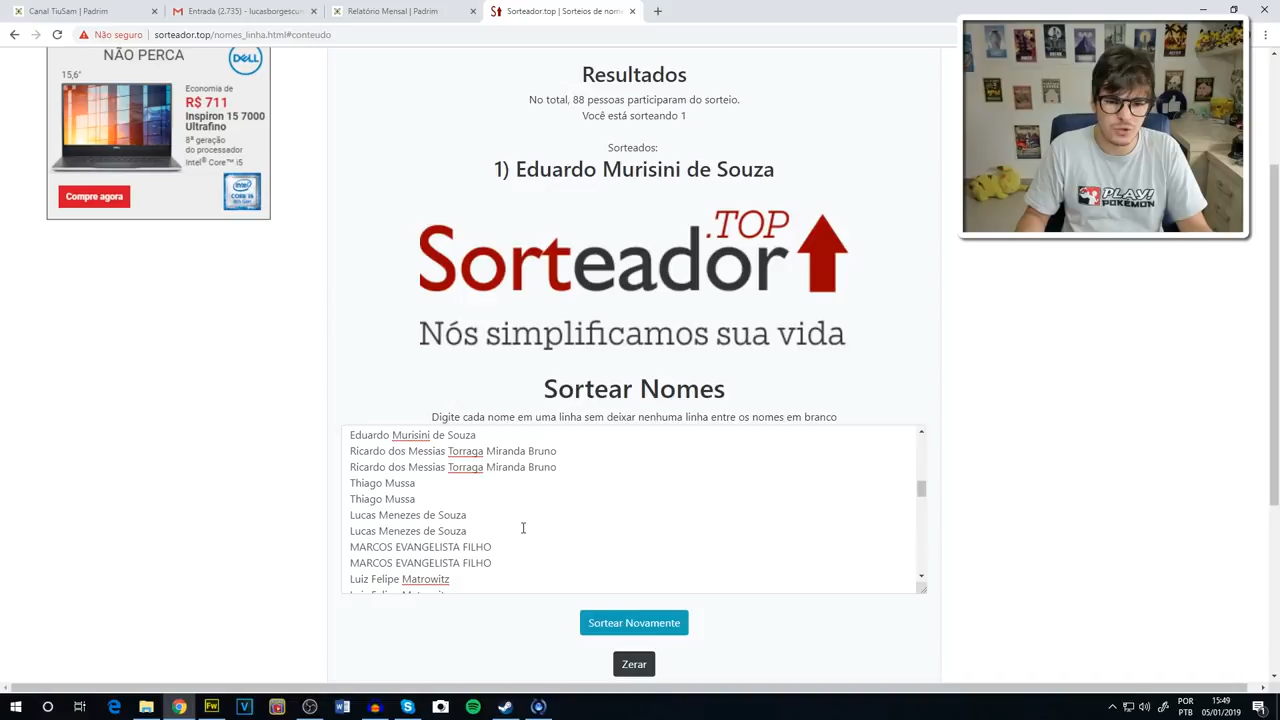 Canal TiuSam | Padrim
Entrada (2.735) - lucasborgescun
Relatório Mensal | Padrim
Sorteador.top | Sorteios de nome
Não seguro | sorteador.top/nomes_linha.html#conteudo
NÃO PERCA
DELL
15,6"
Economia de
R$ 711
Inspiron 15 7000
Ultrafino
8ª geração
do processador
Intel® Core™ i5
Compre agora
Resultados
No total, 88 pessoas participaram do sorteio.
Você está sorteando 1
Sorteados:
1) Eduardo Murisini de Souza
Sorteador .TOP
Nós simplificamos sua vida
Sortear Nomes
Digite cada nome em uma linha sem deixar nenhuma linha entre os nomes em branco
Eduardo Murisini de Souza
Ricardo dos Messias Torraga Miranda Bruno
Ricardo dos Messias Torraga Miranda Bruno
Thiago Mussa
Thiago Mussa
Lucas Menezes de Souza
Lucas Menezes de Souza
MARCOS EVANGELISTA FILHO
MARCOS EVANGELISTA FILHO
Luiz Felipe Matrowitz
Sortear Novamente
Zerar
PLAY!
POKÉMON
POR
PTB
15:49
05/01/2019